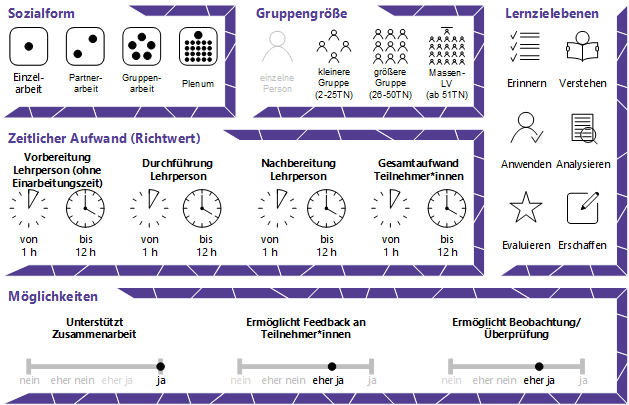 Sozialform
Einzel-
arbeit
Partner-
arbeit
Gruppen-
arbeit
Plenum
Gruppengröße
einzelne
Person
kleinere
Gruppe
(2-25TN)
größere
Gruppe
(26-50TN)
Massen-
LV
(ab 51TN)
Lernzielebenen
Erinnern
Verstehen
Anwenden
Analysieren
Evaluieren
Erschaffen
Zeitlicher Aufwand (Richtwert)
Vorbereitung
Lehrperson (ohne
Einarbeitungszeit)
von
1 h
bis
12 h
Durchführung
Lehrperson
von
1 h
bis
12 h
Nachbereitung
Lehrperson
von
1 h
bis
12 h
Gesamtaufwand
Teilnehmer*innen
von
1 h
bis
12 h
Möglichkeiten
Unterstützt
Zusammenarbeit
nein eher nein eher ja ja
Ermöglicht Feedback an
Teilnehmer*innen
nein eher nein eher ja ja
Ermöglicht Beobachtung/
Überprüfung
nein eher nein eher ja ja